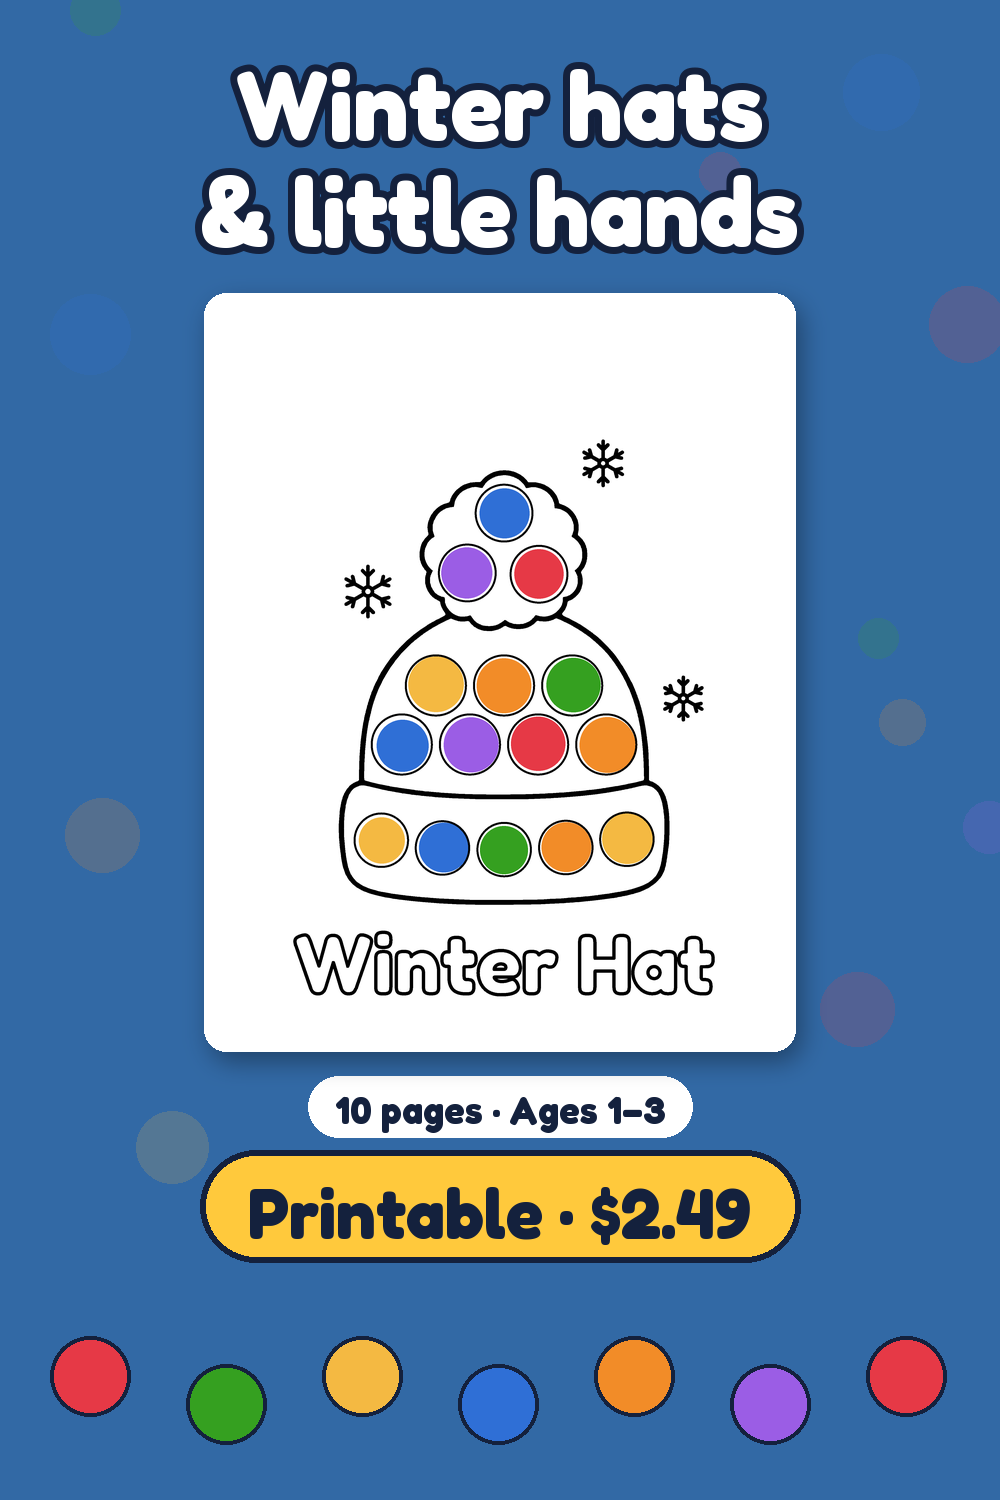 Winter hats
& little hands
Winter Hat
10 pages · Ages 1–3
Printable · $2.49